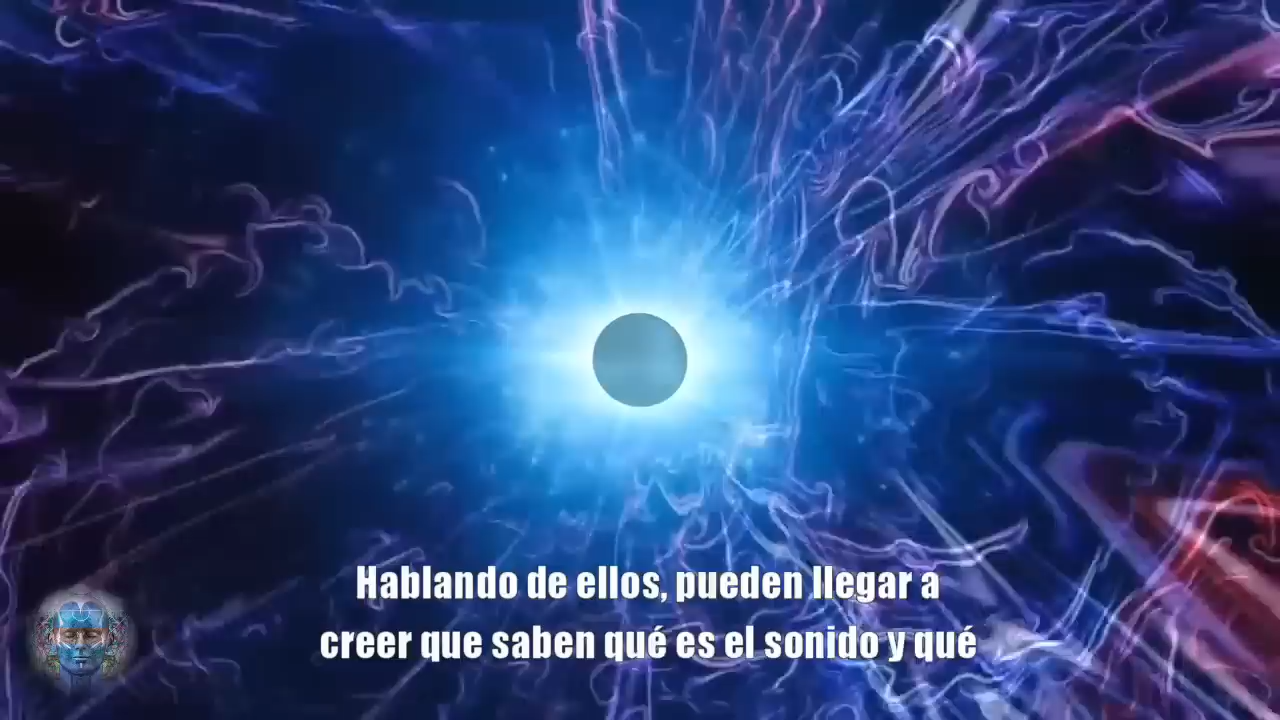 Hablando de ellos, pueden llegar a
creer que saben qué es el sonido y qué